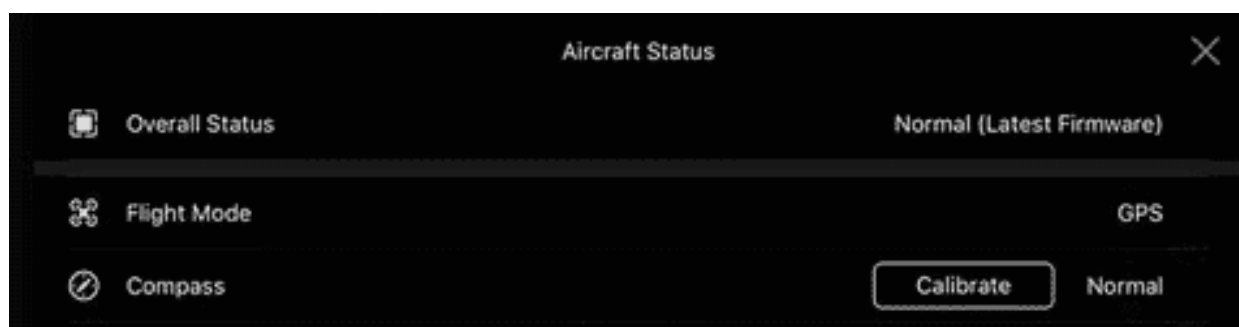 Aircraft Status
Overall Status Normal (Latest Firmware)
Flight Mode GPS
Compass Calibrate Normal